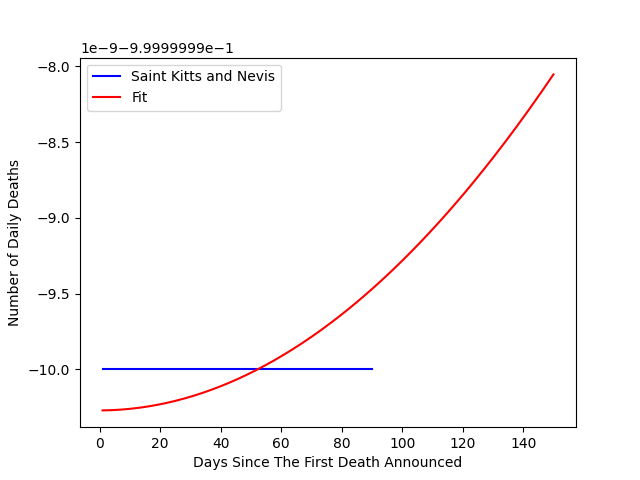 1e−9−9.9999999e−1
−8.0
−8.5
−9.0
−9.5
−10.0
Number of Daily Deaths
Saint Kitts and Nevis
Fit
0 20 40 60 80 100 120 140
Days Since The First Death Announced